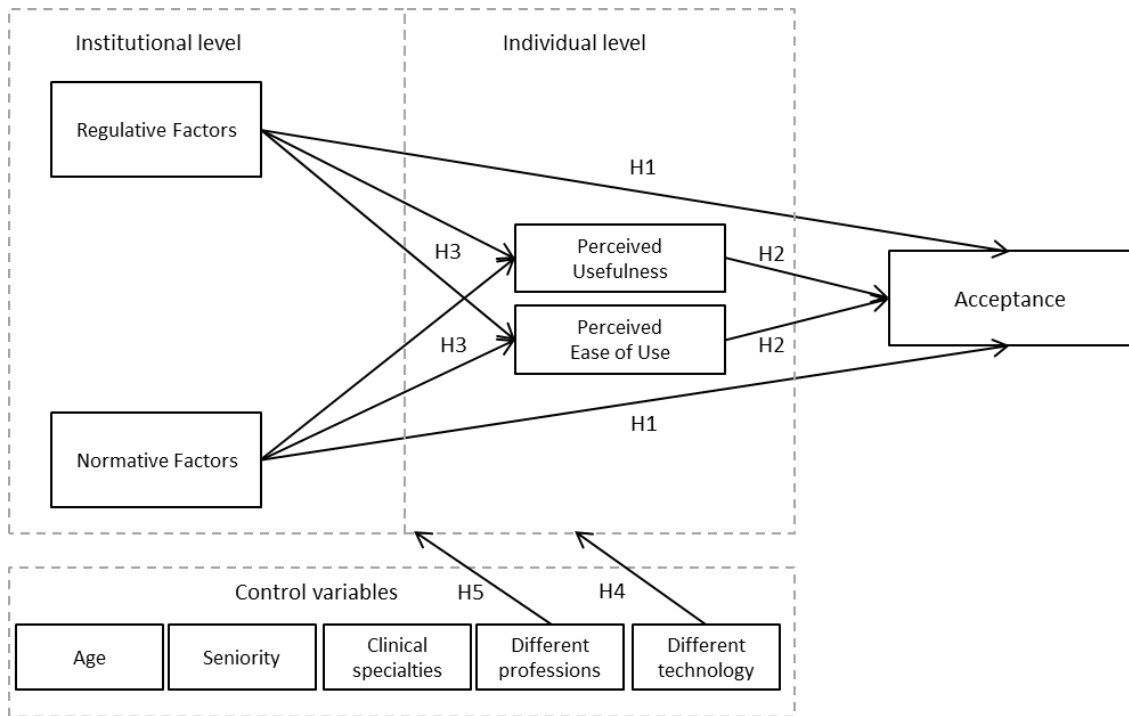 Institutional level
Individual level
Regulative Factors
H1
H3
Perceived
Usefulness
H2
Acceptance
H3
Perceived
Ease of Use
H2
H1
Normative Factors
Control variables
H5
H4
Age
Seniority
Clinical
specialties
Different
professions
Different
technology